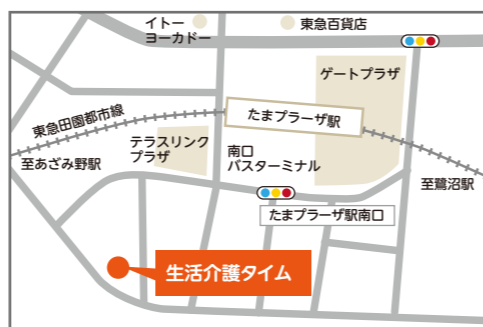 イトー
ヨーカドー
東急百貨店
ゲートプラザ
東急田園都市線
たまプラーザ駅
テラスリンク
プラザ
南口
バスターミナル
至あざみ野駅
至鷺沼駅
たまプラーザ駅南口
生活介護タイム